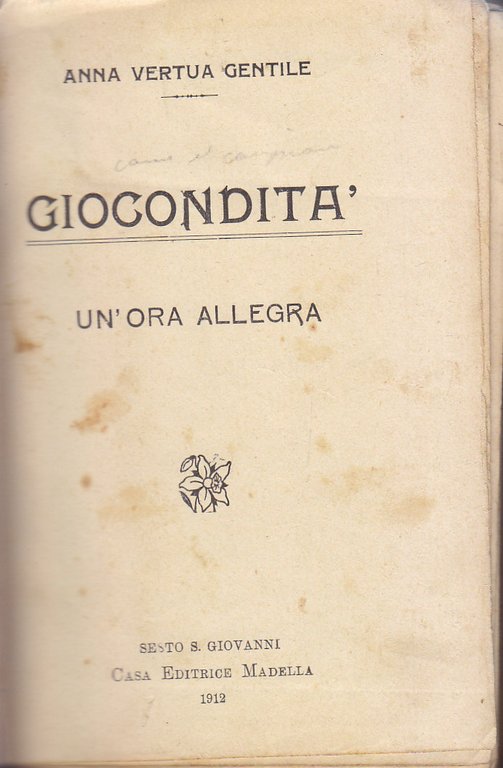 ANNA VERTUA GENTILE
GIOCONDITA'
UN'ORA ALLEGRA
SESTO S. GIOVANNI
CASA EDITRICE MADELLA
1912